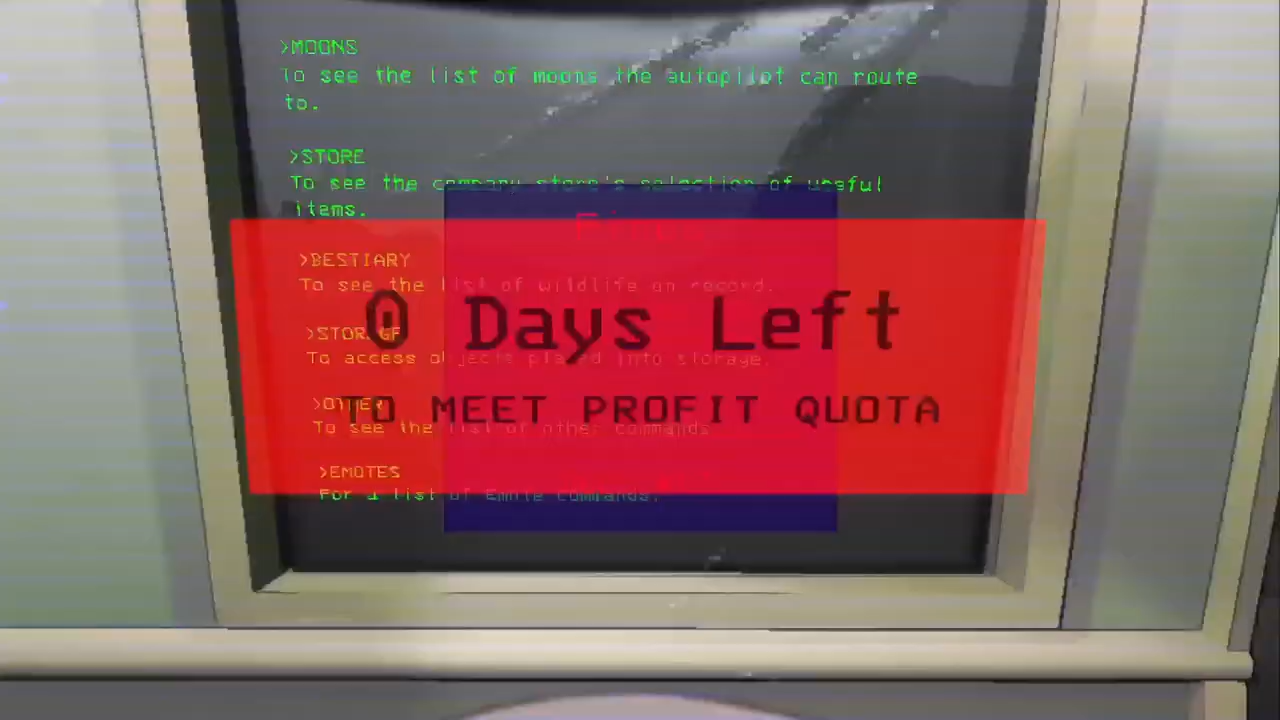 >MOONS
To see the list of moons the autopilot can route
to.
>STORE
To see the company store's selection of useful
items.
>BESTIARY
To see the list of wildlife on record.
0 Days Left
>STORAGE
To access objects placed into storage.
TO MEET PROFIT QUOTA
>OTHER
To see the list of other commands
>EMOTES
For a list of Emote commands.